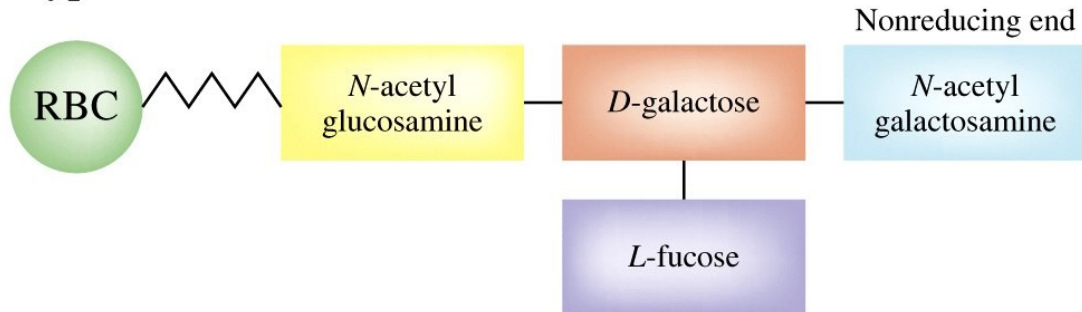 Nonreducing end
RBC
N-acetyl
glucosamine
D-galactose
N-acetyl
galactosamine
L-fucose